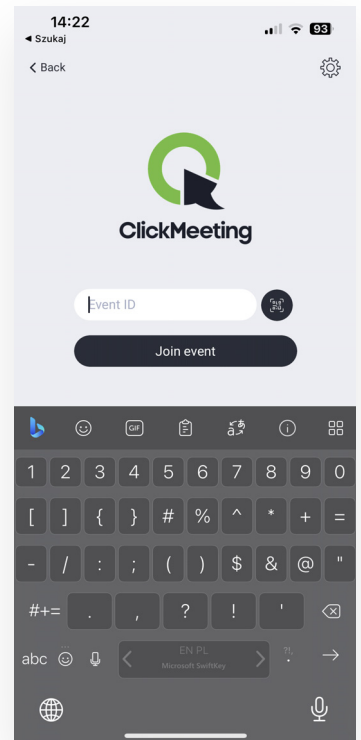 14:22
93
◄ Szukaj
Back
ClickMeeting
Event ID
Join event
GIF
1 2 3 4 5 6 7 8 9 0
[ ] { } # % ^ * + =
- / : ; ( ) $ & @ "
#+= . , ? ! '
abc EN PL ?!,
Microsoft SwiftKey .